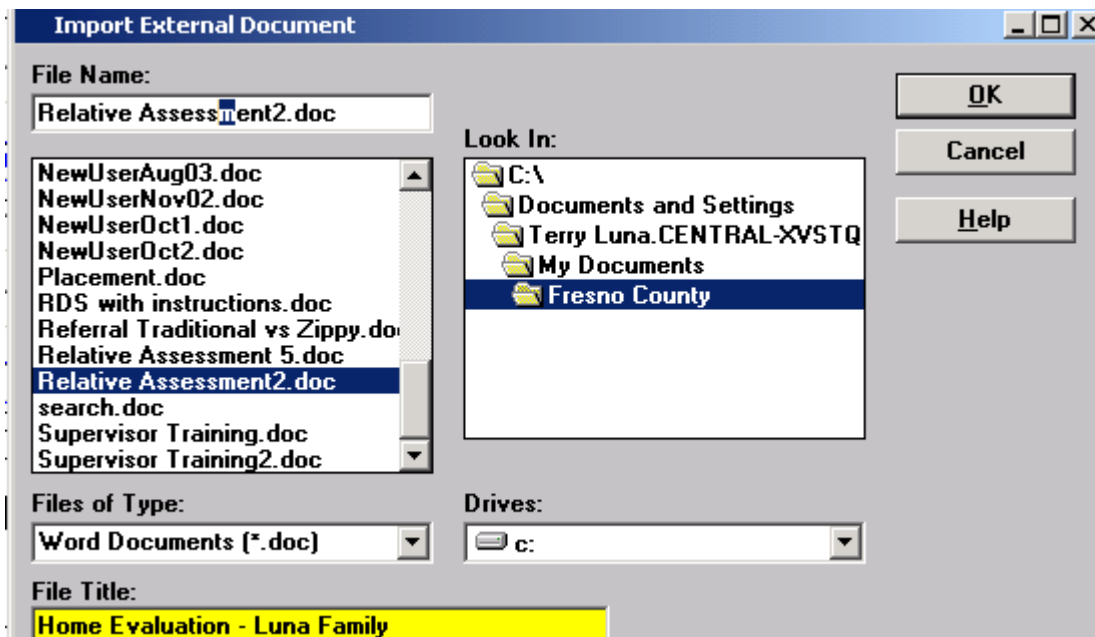 Import External Document
File Name:
Relative Assessment2.doc
OK
Cancel
Help
Look In:
NewUserAug03.doc
NewUserNov02.doc
NewUserOct1.doc
NewUserOct2.doc
Placement.doc
RDS with instructions.doc
Referral Traditional vs Zippy.do
Relative Assessment 5.doc
Relative Assessment2.doc
search.doc
Supervisor Training.doc
Supervisor Training2.doc
C:\
Documents and Settings
Terry Luna.CENTRAL-XVSTQ
My Documents
Fresno County
Files of Type:
Word Documents (*.doc)
Drives:
c:
File Title:
Home Evaluation - Luna Family